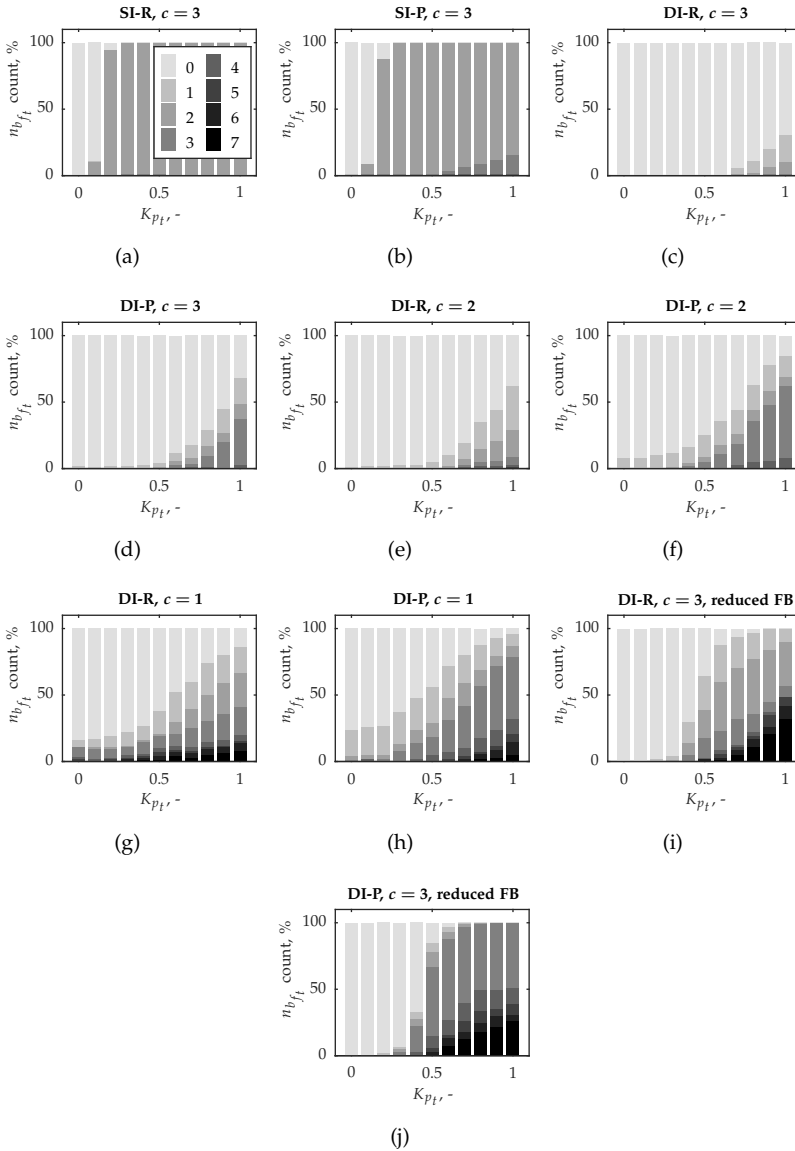 SI-R, c = 3
SI-P, c = 3
DI-R, c = 3
100
50
0
n_{b_{f_t}} count, %
0
1
2
3
4
5
6
7
0
0.5
1
K_{p_t}, -
100
50
0
n_{b_{f_t}} count, %
0
0.5
1
K_{p_t}, -
100
50
0
n_{b_{f_t}} count, %
0
0.5
1
K_{p_t}, -
(a)
(b)
(c)
DI-P, c = 3
DI-R, c = 2
DI-P, c = 2
100
50
0
n_{b_{f_t}} count, %
0
0.5
1
K_{p_t}, -
100
50
0
n_{b_{f_t}} count, %
0
0.5
1
K_{p_t}, -
100
50
0
n_{b_{f_t}} count, %
0
0.5
1
K_{p_t}, -
(d)
(e)
(f)
DI-R, c = 1
DI-P, c = 1
DI-R, c = 3, reduced FB
100
50
0
n_{b_{f_t}} count, %
0
0.5
1
K_{p_t}, -
100
50
0
n_{b_{f_t}} count, %
0
0.5
1
K_{p_t}, -
100
50
0
n_{b_{f_t}} count, %
0
0.5
1
K_{p_t}, -
(g)
(h)
(i)
DI-P, c = 3, reduced FB
100
50
0
n_{b_{f_t}} count, %
0
0.5
1
K_{p_t}, -
(j)